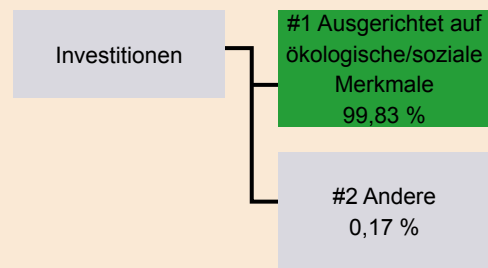 Investitionen
#1 Ausgerichtet auf
ökologische/soziale
Merkmale
99,83 %
#2 Andere
0,17 %